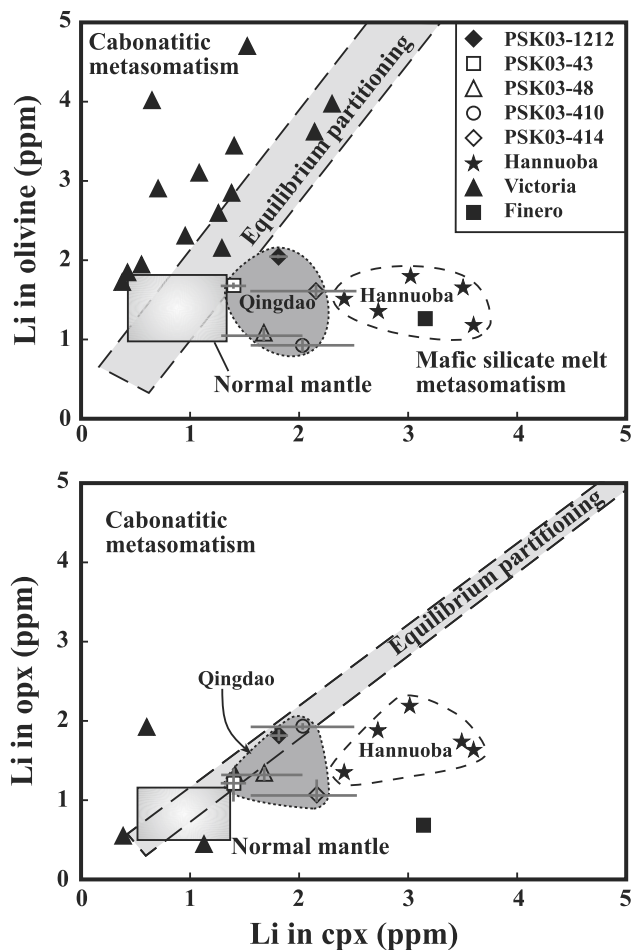 5
Cabonatitic
metasomatism
Equilibrium partitioning
PSK03-1212
PSK03-43
PSK03-48
PSK03-410
PSK03-414
Hannuoba
Victoria
Finero
4
3
2
1
0
Li in olivine (ppm)
Qingdao
Hannuoba
Normal mantle
Mafic silicate melt
metasomatism
0 1 2 3 4 5
5
Cabonatitic
metasomatism
Equilibrium partitioning
4
3
2
1
0
Li in opx (ppm)
Qingdao
Hannuoba
Normal mantle
0 1 2 3 4 5
Li in cpx (ppm)